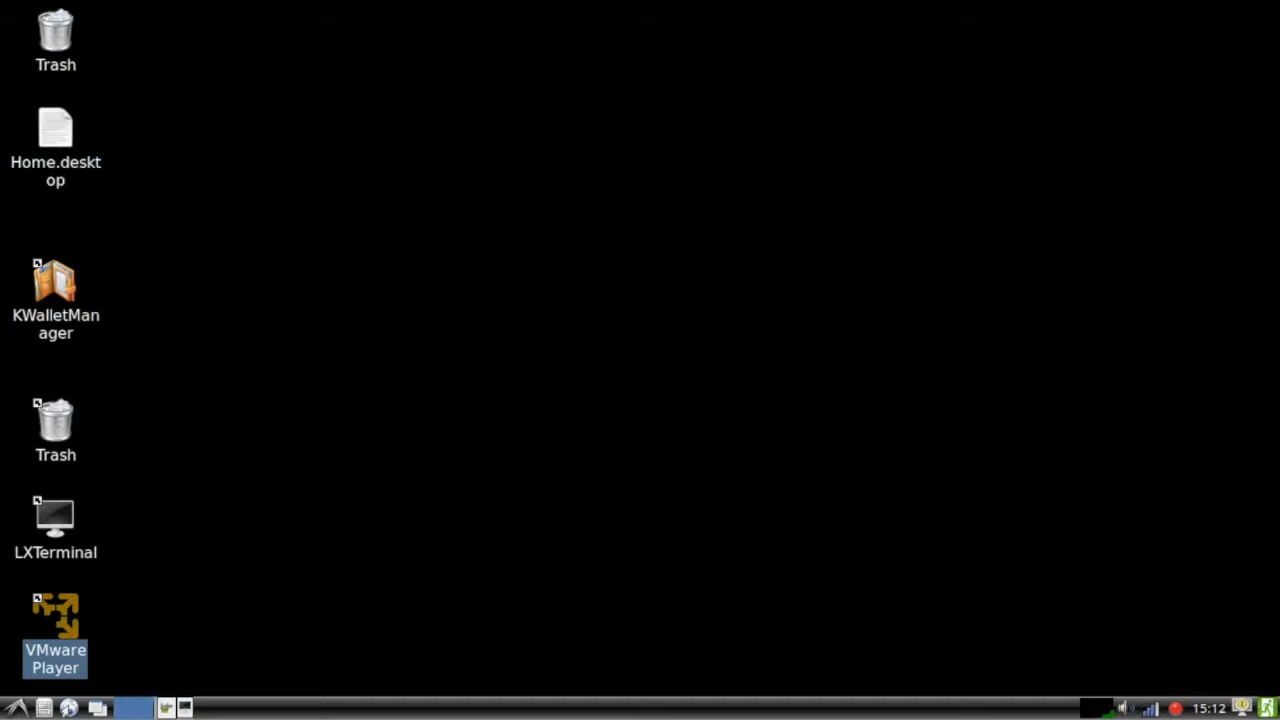 Trash
Home.deskt
op
KWalletMan
ager
Trash
LXTerminal
VMware
Player
15:12